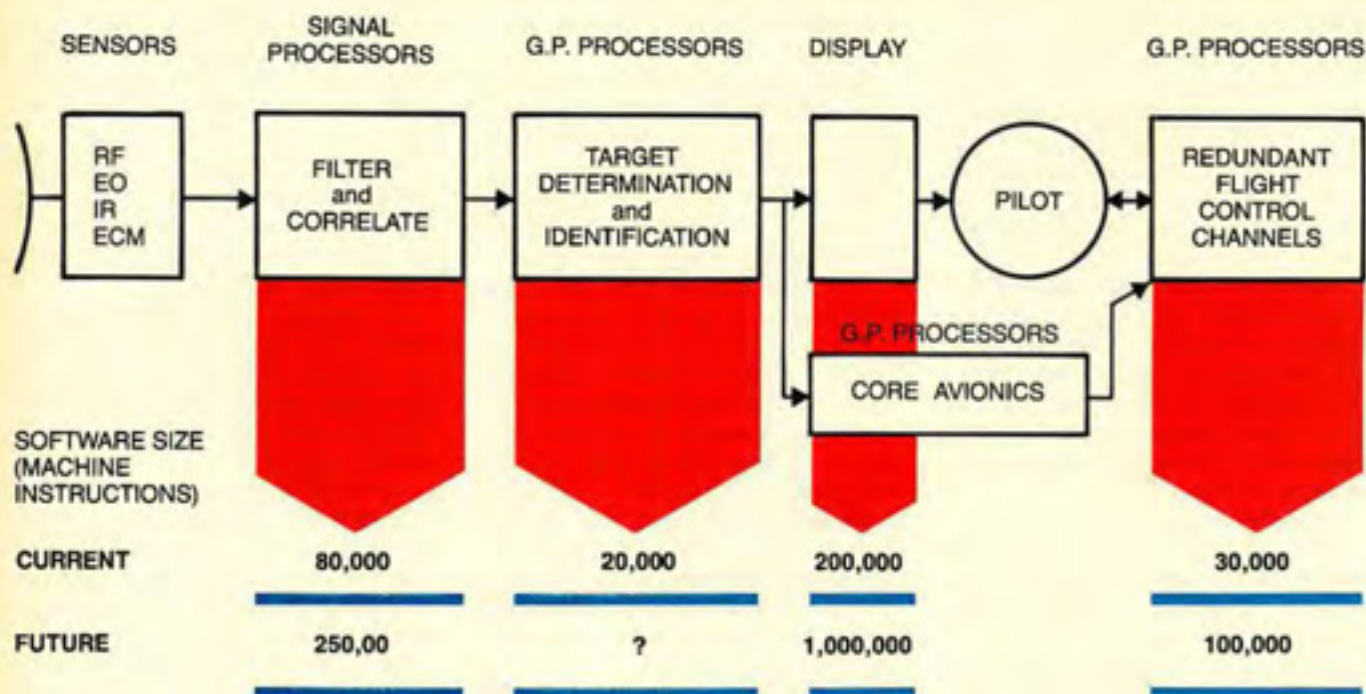 SENSORS
SIGNAL
PROCESSORS
G.P. PROCESSORS
DISPLAY
G.P. PROCESSORS
RF
EO
IR
ECM
FILTER
and
CORRELATE
TARGET
DETERMINATION
and
IDENTIFICATION
PILOT
REDUNDANT
FLIGHT
CONTROL
CHANNELS
G.P. PROCESSORS
CORE AVIONICS
SOFTWARE SIZE
(MACHINE
INSTRUCTIONS)
CURRENT 80,000 20,000 200,000 30,000
FUTURE 250,00 ? 1,000,000 100,000